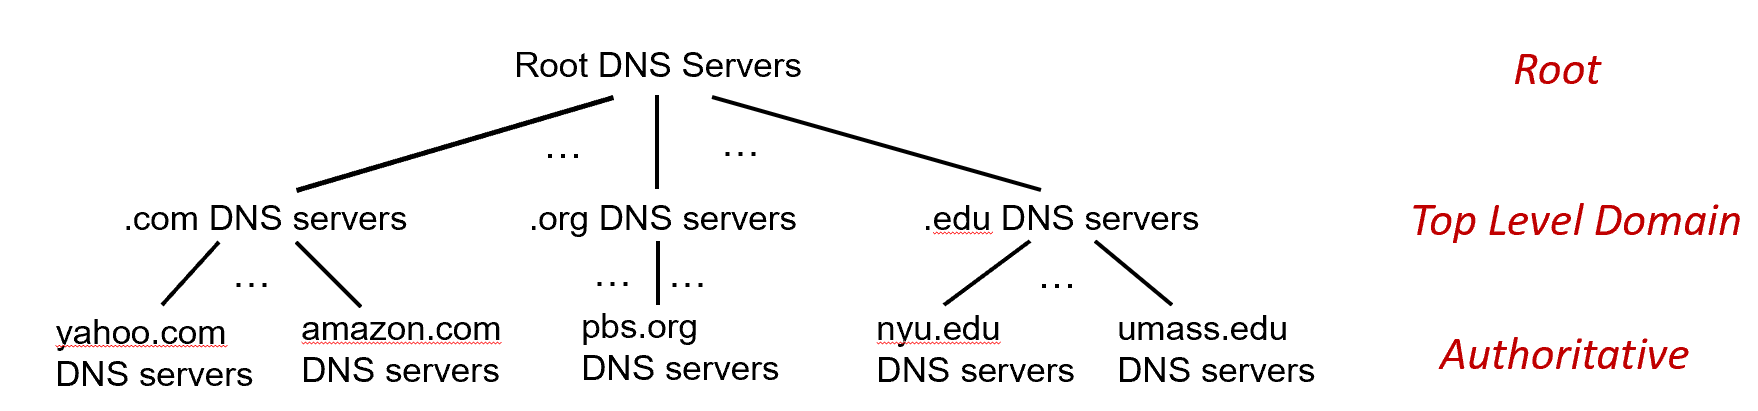 Root DNS Servers
Root
...
...
.com DNS servers
.org DNS servers
.edu DNS servers
Top Level Domain
...
...
...
...
yahoo.com
DNS servers
amazon.com
DNS servers
pbs.org
DNS servers
nyu.edu
DNS servers
umass.edu
DNS servers
Authoritative